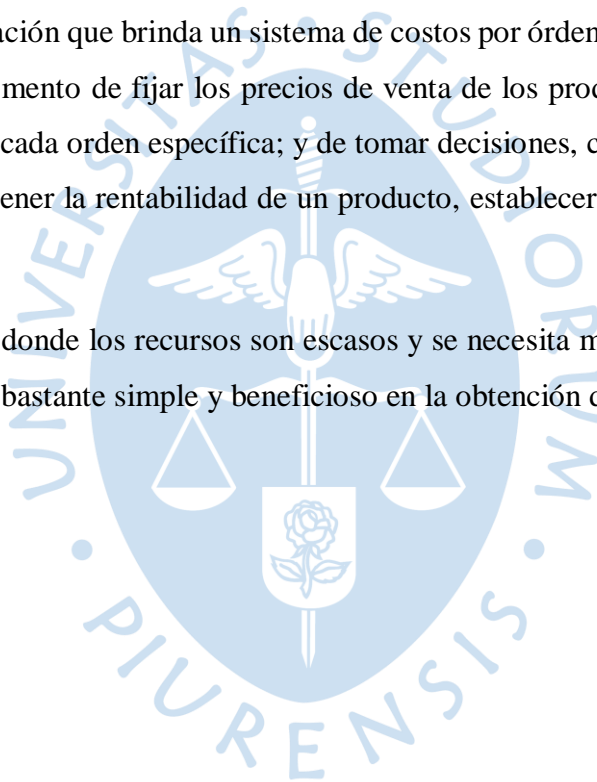 ación que brinda un sistema de costos por órden
mento de fijar los precios de venta de los prod
cada orden específica; y de tomar decisiones, c
ener la rentabilidad de un producto, establecer
donde los recursos son escasos y se necesita m
bastante simple y beneficioso en la obtención d
UNIVERSITAS • STUDIORUM • PIURENSIS •